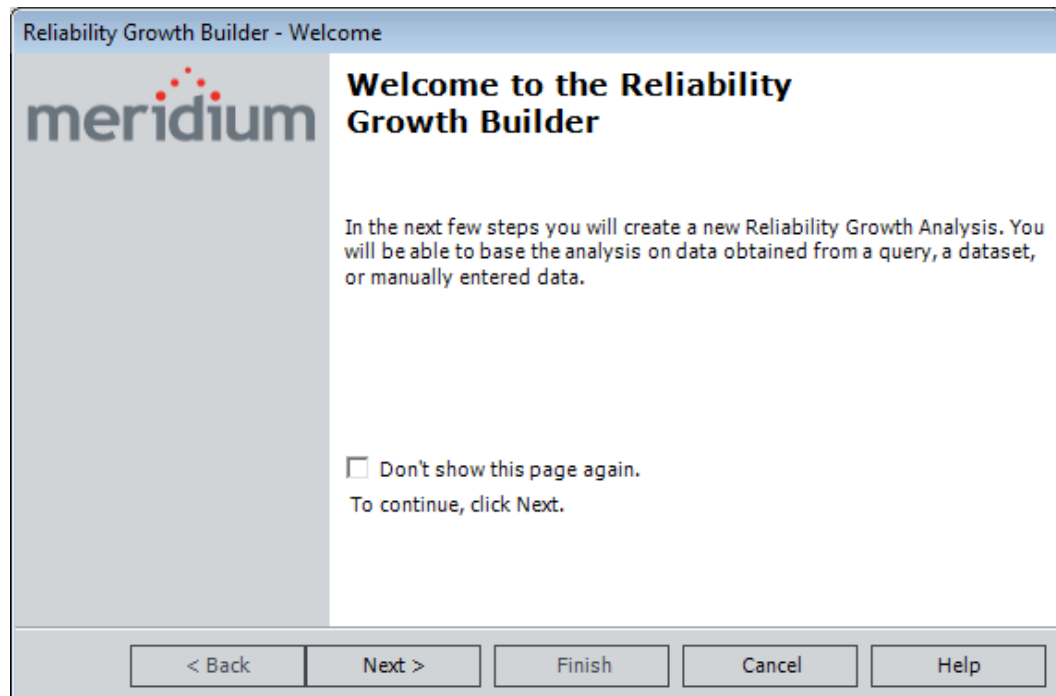 Reliability Growth Builder - Welcome
meridium
Welcome to the Reliability
Growth Builder
In the next few steps you will create a new Reliability Growth Analysis. You
will be able to base the analysis on data obtained from a query, a dataset,
or manually entered data.
Don't show this page again.
To continue, click Next.
< Back
Next >
Finish
Cancel
Help